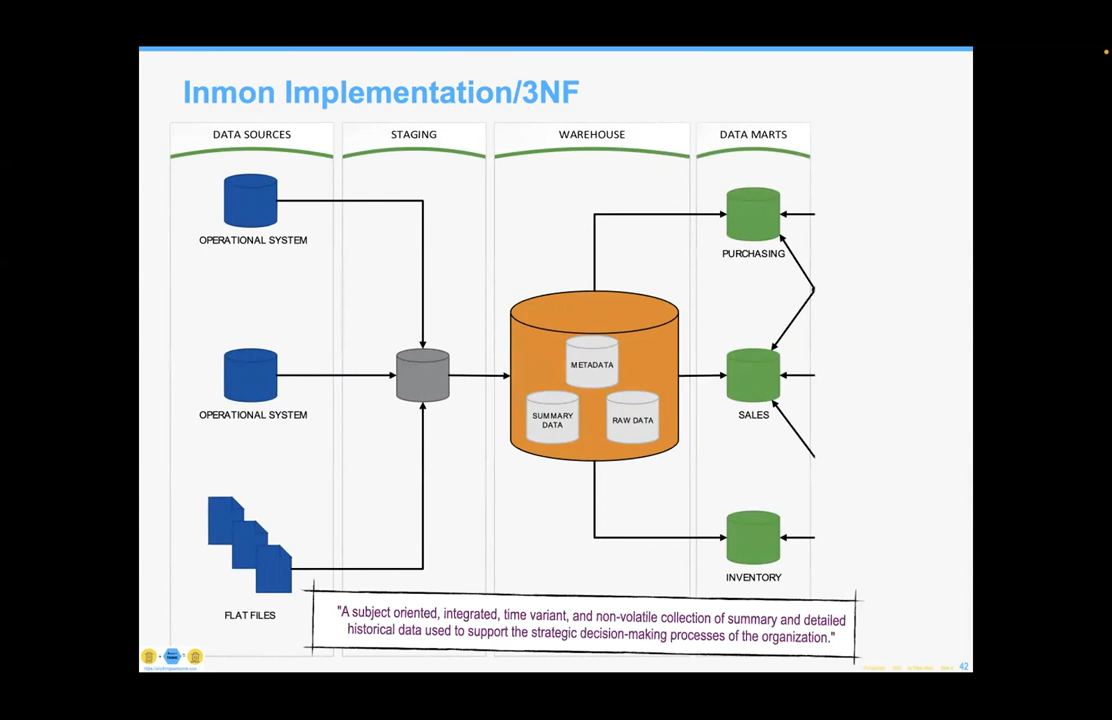 Inmon Implementation/3NF
DATA SOURCES
STAGING
WAREHOUSE
DATA MARTS
OPERATIONAL SYSTEM
PURCHASING
METADATA
SUMMARY
DATA
RAW DATA
OPERATIONAL SYSTEM
SALES
INVENTORY
FLAT FILES
"A subject oriented, integrated, time variant, and non-volatile collection of summary and detailed
historical data used to support the strategic decision-making processes of the organization."
42